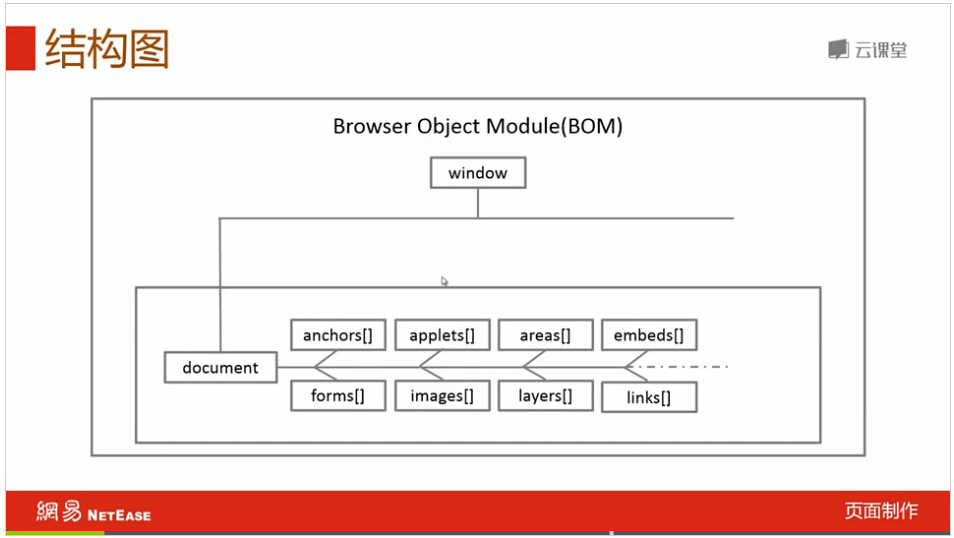 结构图
云课堂
Browser Object Module(BOM)
window
anchors[] applets[] areas[] embeds[]
document
forms[] images[] layers[] links[]
網易 NETEASE
页面制作